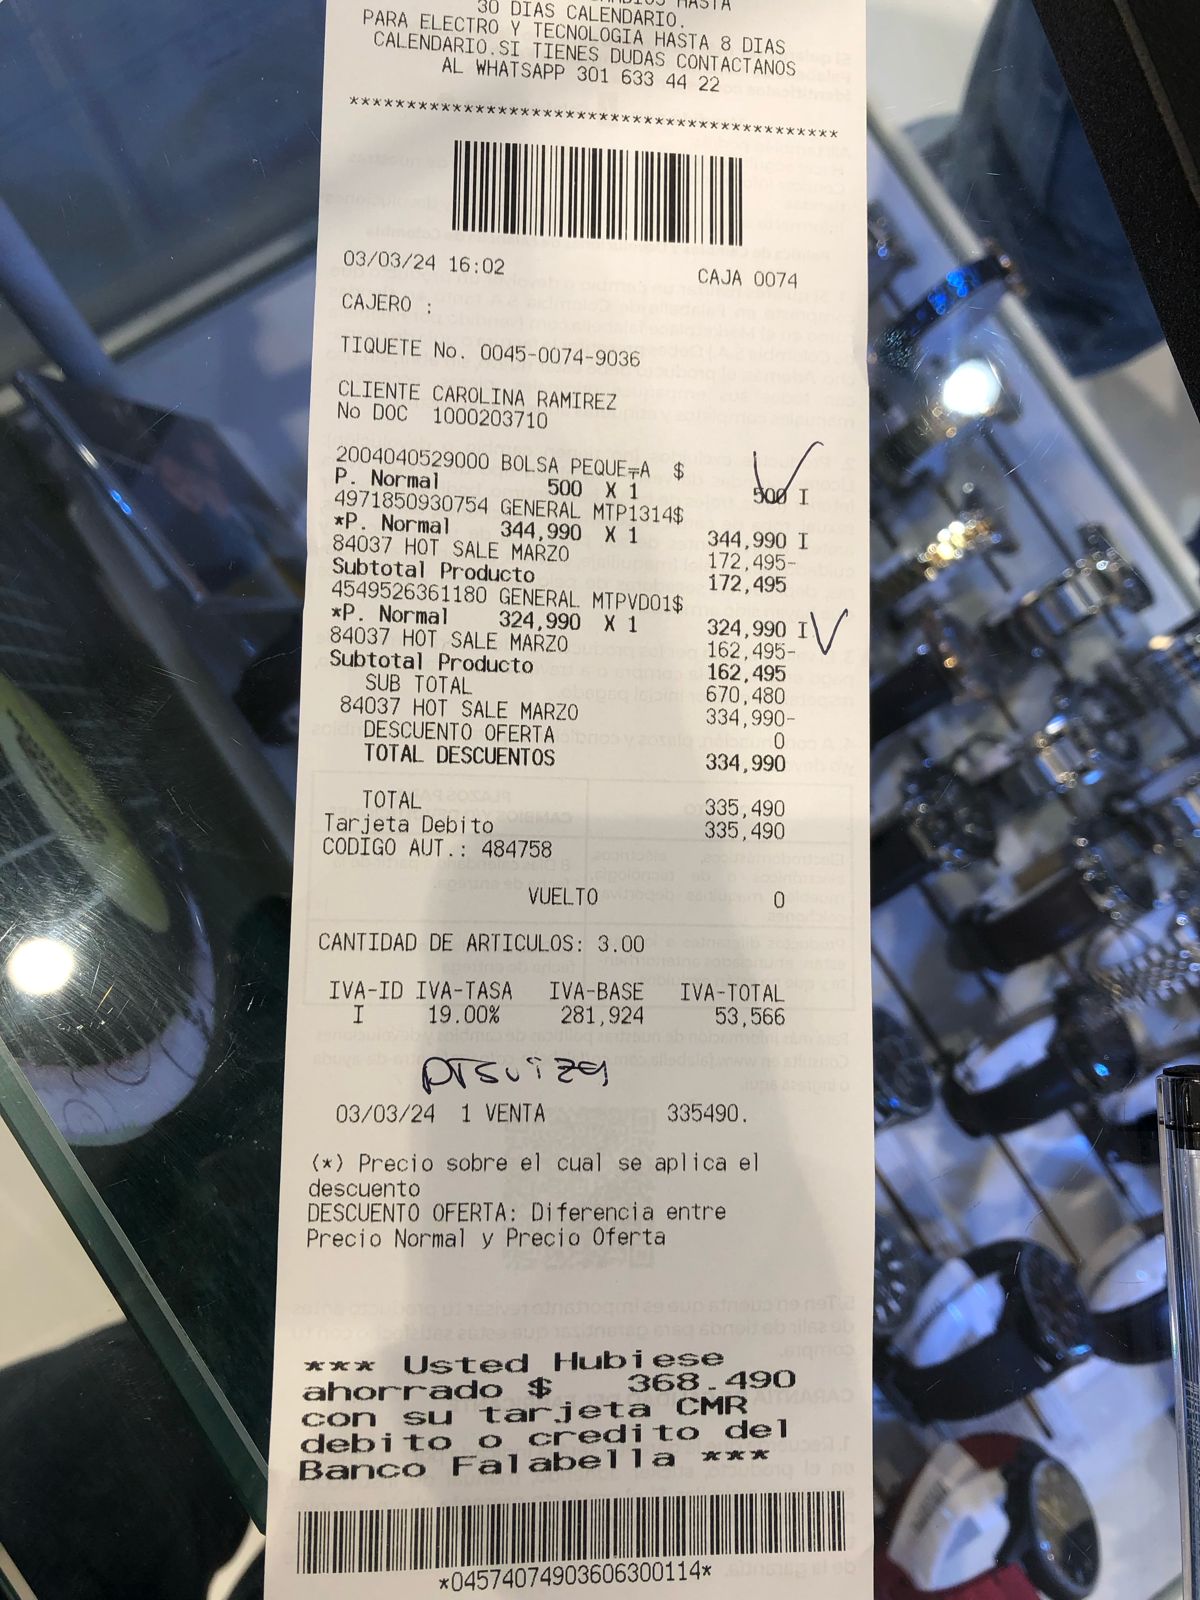 HASTA
30 DIAS CALENDARIO.
PARA ELECTRO Y TECNOLOGIA HASTA 8 DIAS
CALENDARIO.SI TIENES DUDAS CONTACTANOS
AL WHATSAPP 301 633 44 22
*******************************************
03/03/24 16:02 CAJA 0074
CAJERO :
TIQUETE No. 0045-0074-9036
CLIENTE CAROLINA RAMIREZ
No DOC 1000203710
2004040529000 BOLSA PEQUE╤A $
P. Normal 500 X 1 500 I
4971850930754 GENERAL MTP1314$
*P. Normal 344,990 X 1 344,990 I
84037 HOT SALE MARZO 172,495-
Subtotal Producto 172,495
4549526361180 GENERAL MTPVD01$
*P. Normal 324,990 X 1 324,990 I
84037 HOT SALE MARZO 162,495-
Subtotal Producto 162,495
SUB TOTAL 670,480
84037 HOT SALE MARZO 334,990-
DESCUENTO OFERTA 0
TOTAL DESCUENTOS 334,990
TOTAL 335,490
Tarjeta Debito 335,490
CODIGO AUT.: 484758
VUELTO 0
CANTIDAD DE ARTICULOS: 3.00
IVA-ID IVA-TASA IVA-BASE IVA-TOTAL
I 19.00% 281,924 53,566
03/03/24 1 VENTA 335490.
(*) Precio sobre el cual se aplica el
descuento
DESCUENTO OFERTA: Diferencia entre
Precio Normal y Precio Oferta
*** Usted Hubiese
ahorrado $ 368.490
con su tarjeta CMR
debito o credito del
Banco Falabella ***
*04574074903606300114*